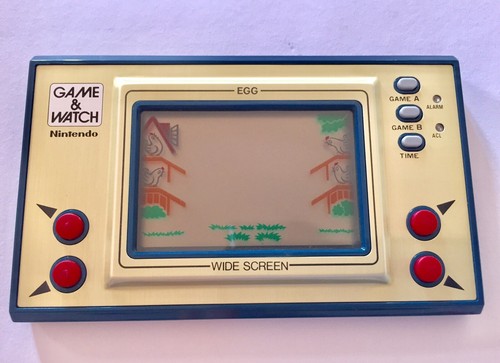 GAME
&
WATCH
Nintendo
EGG
GAME A
ALARM
GAME B
ACL
TIME
WIDE SCREEN